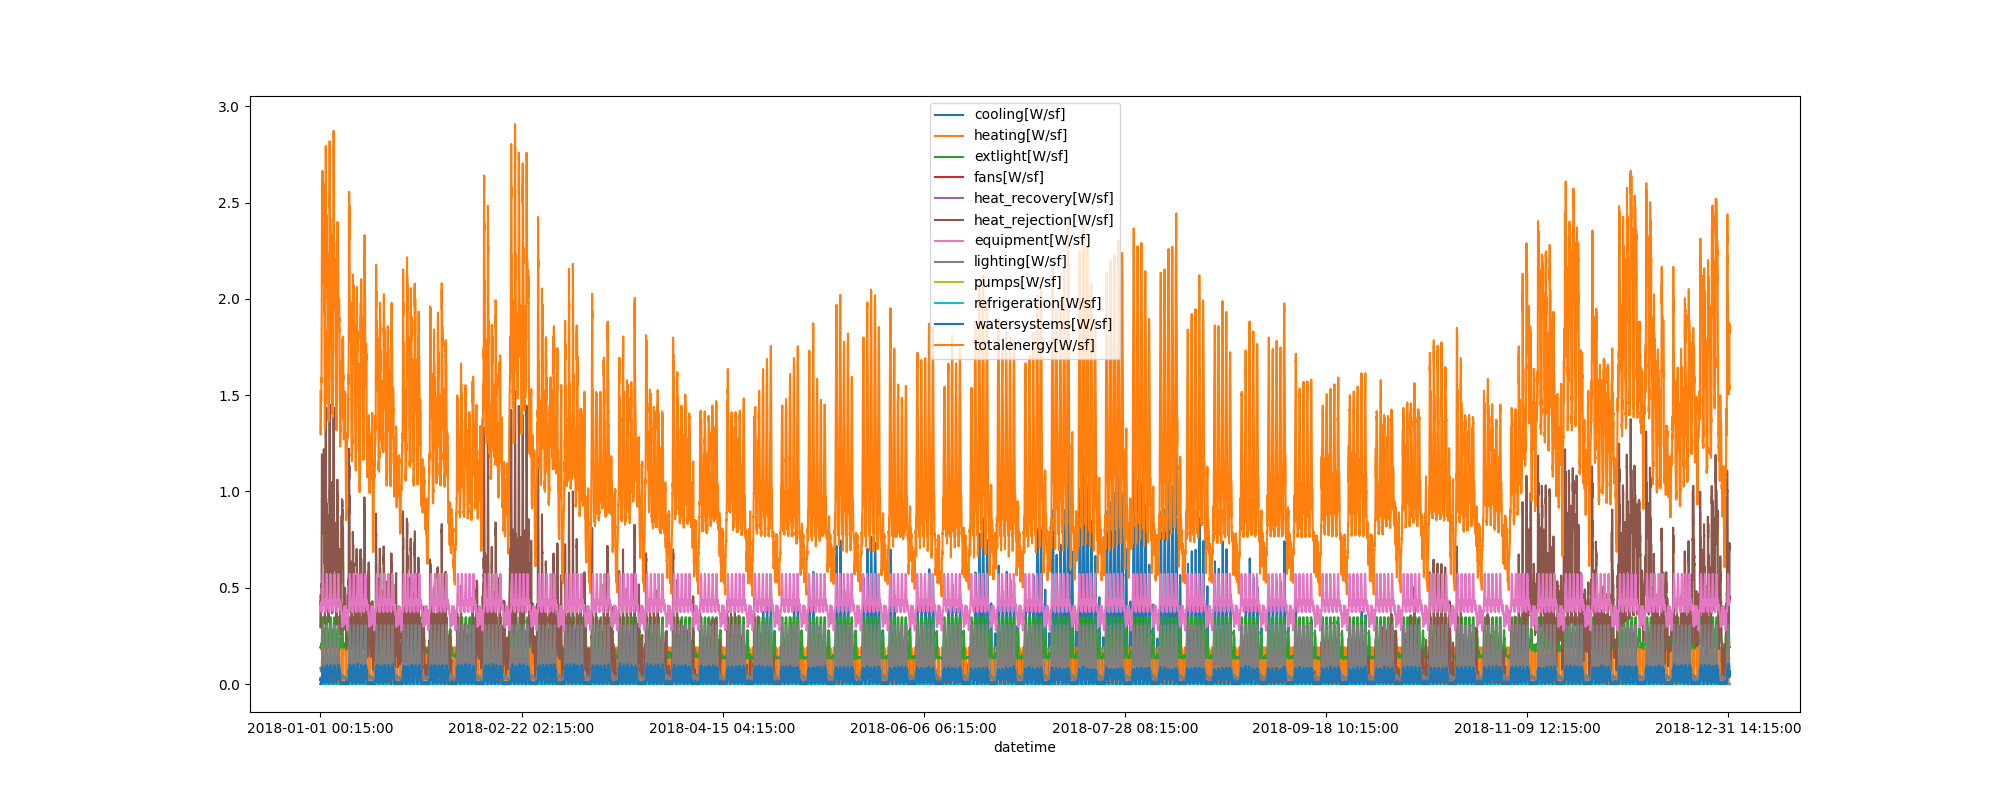 3.0
2.5
2.0
1.5
1.0
0.5
0.0
cooling[W/sf]
heating[W/sf]
extlight[W/sf]
fans[W/sf]
heat_recovery[W/sf]
heat_rejection[W/sf]
equipment[W/sf]
lighting[W/sf]
pumps[W/sf]
refrigeration[W/sf]
watersystems[W/sf]
totalenergy[W/sf]
2018-01-01 00:15:00 2018-02-22 02:15:00 2018-04-15 04:15:00 2018-06-06 06:15:00 2018-07-28 08:15:00 2018-09-18 10:15:00 2018-11-09 12:15:00 2018-12-31 14:15:00
datetime